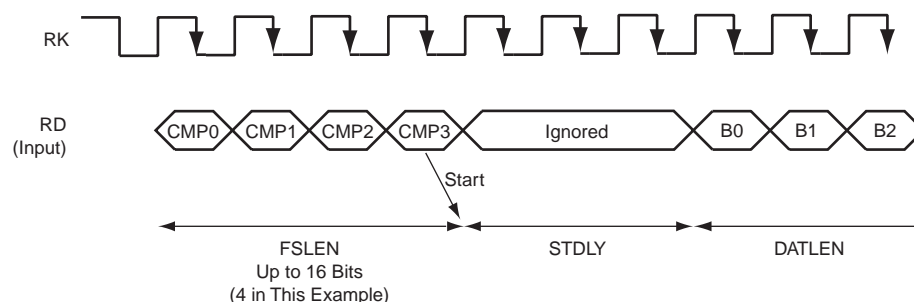 RK
RD
(Input)
CMP0 CMP1 CMP2 CMP3 Ignored B0 B1 B2
Start
FSLEN STDLY DATLEN
Up to 16 Bits
(4 in This Example)